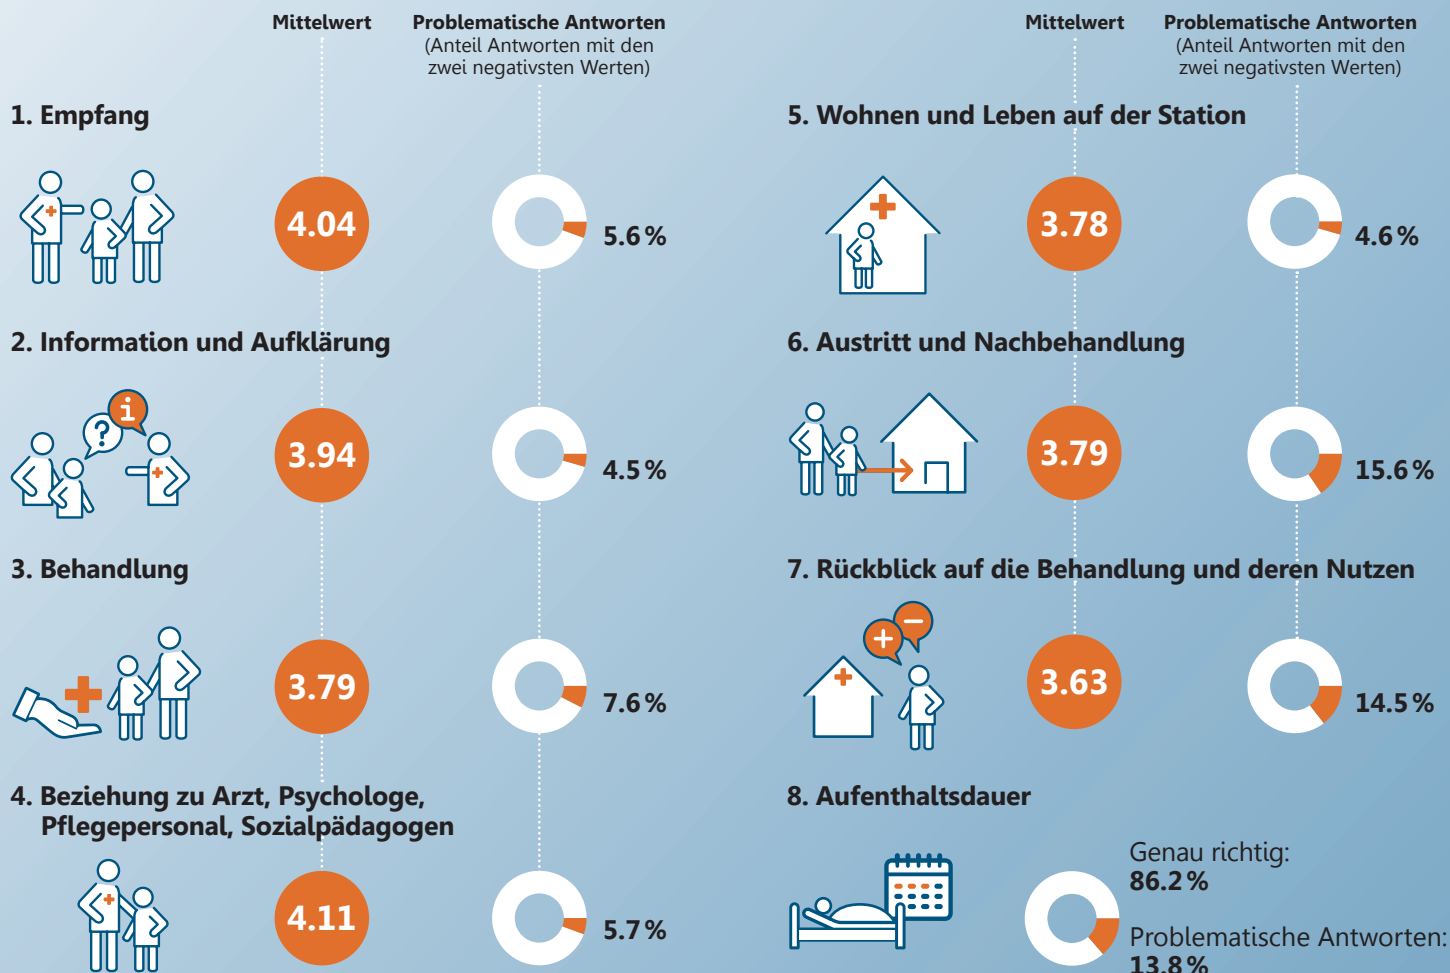 Mittelwert
Problematische Antworten
(Anteil Antworten mit den
zwei negativsten Werten)
1. Empfang
4.04
5.6 %
2. Information und Aufklärung
?
i
3.94
4.5 %
3. Behandlung
3.79
7.6 %
4. Beziehung zu Arzt, Psychologe,
Pflegepersonal, Sozialpädagogen
4.11
5.7 %
Mittelwert
Problematische Antworten
(Anteil Antworten mit den
zwei negativsten Werten)
5. Wohnen und Leben auf der Station
3.78
4.6 %
6. Austritt und Nachbehandlung
3.79
15.6 %
7. Rückblick auf die Behandlung und deren Nutzen
3.63
14.5 %
8. Aufenthaltsdauer
Genau richtig:
86.2 %
Problematische Antworten:
13.8 %